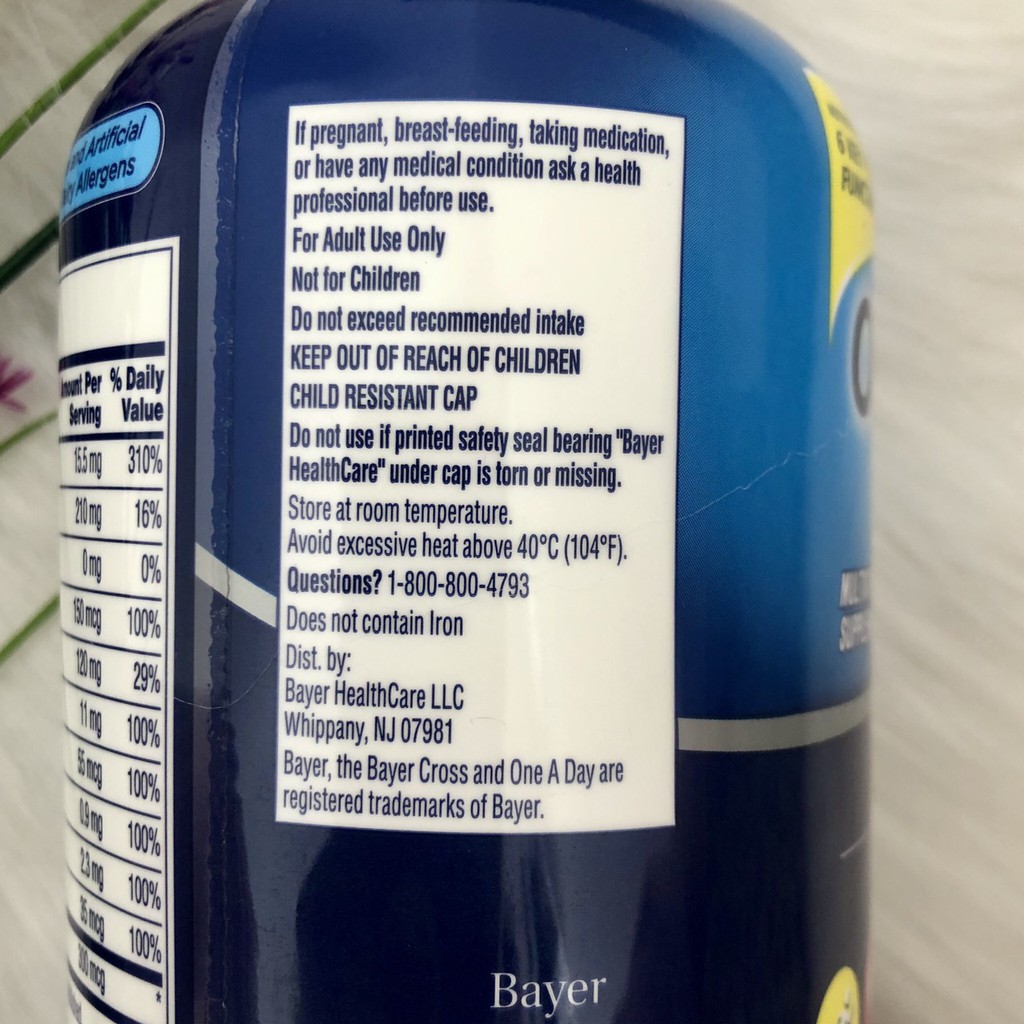 and Artificial
Allergens
If pregnant, breast-feeding, taking medication,
or have any medical condition ask a health
professional before use.
For Adult Use Only
Not for Children
Do not exceed recommended intake
KEEP OUT OF REACH OF CHILDREN
CHILD RESISTANT CAP
Do not use if printed safety seal bearing "Bayer
HealthCare" under cap is torn or missing.
Store at room temperature.
Avoid excessive heat above 40°C (104°F).
Questions? 1-800-800-4793
Does not contain Iron
Dist. by:
Bayer HealthCare LLC
Whippany, NJ 07981
Bayer, the Bayer Cross and One A Day are
registered trademarks of Bayer.
Per % Daily
Serving Value
15.5 mg 310%
210 mg 16%
0 mg 0%
150 mcg 100%
120 mg 29%
11 mg 100%
55 mcg 100%
0.9 mg 100%
2.3 mg 100%
35 mcg 100%
300 mcg *
Bayer